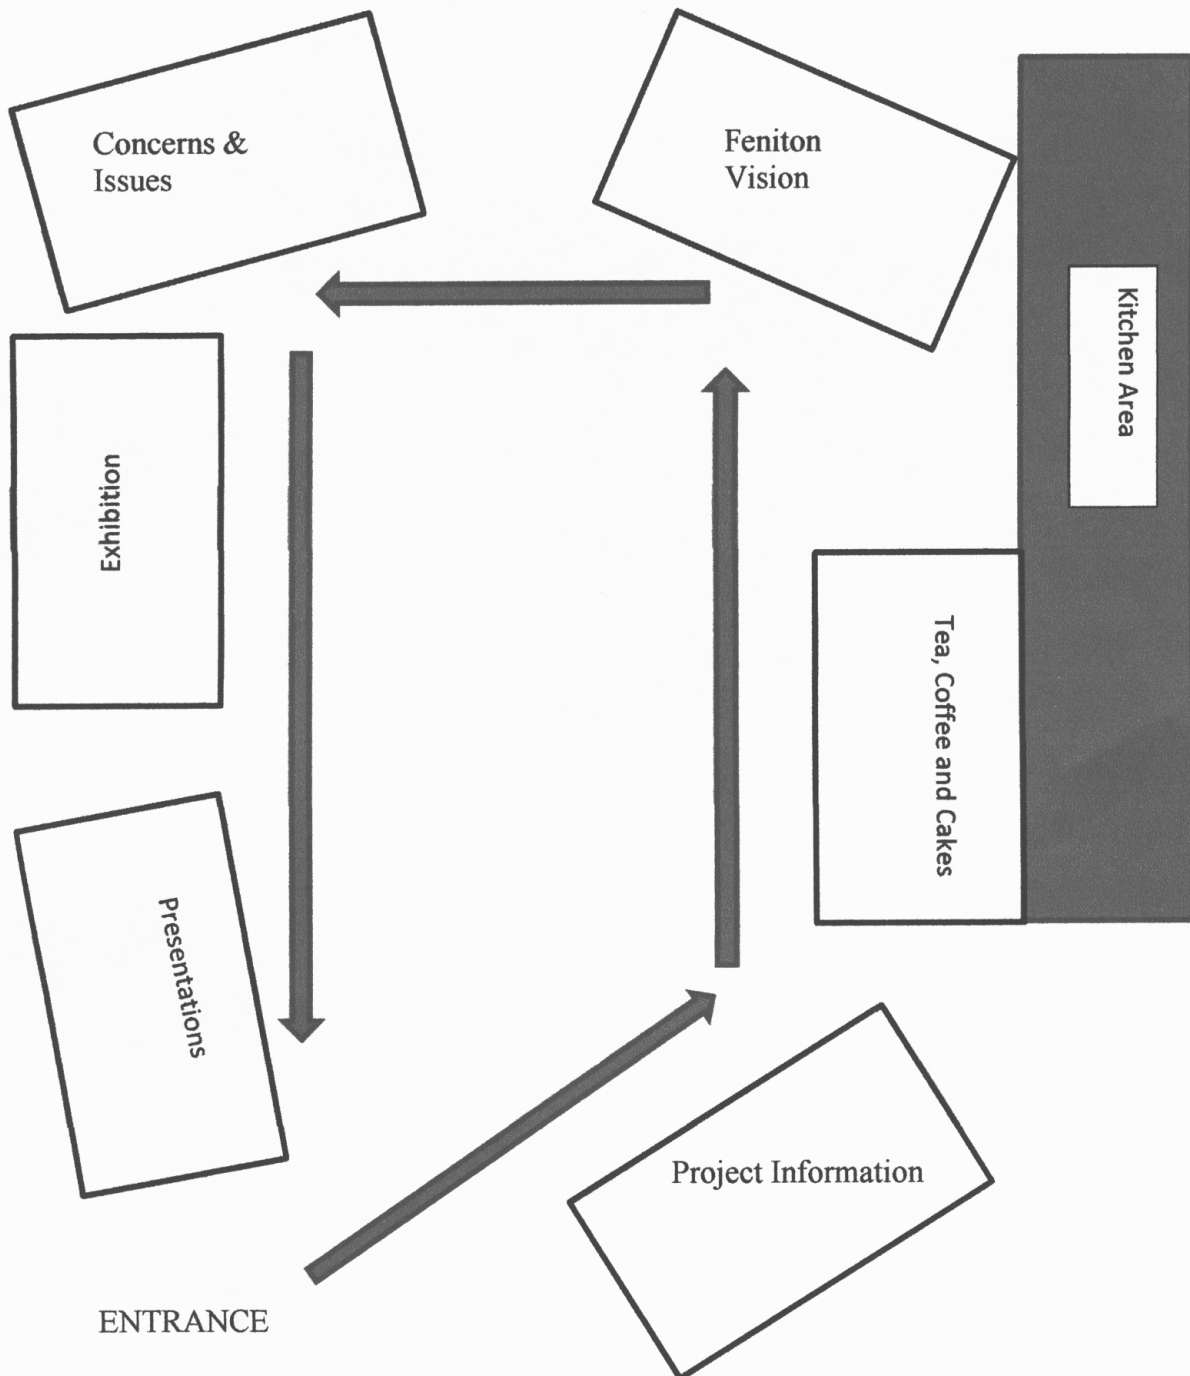 Concerns &
Issues
Feniton
Vision
Kitchen Area
Exhibition
Tea, Coffee and Cakes
Presentations
Project Information
ENTRANCE